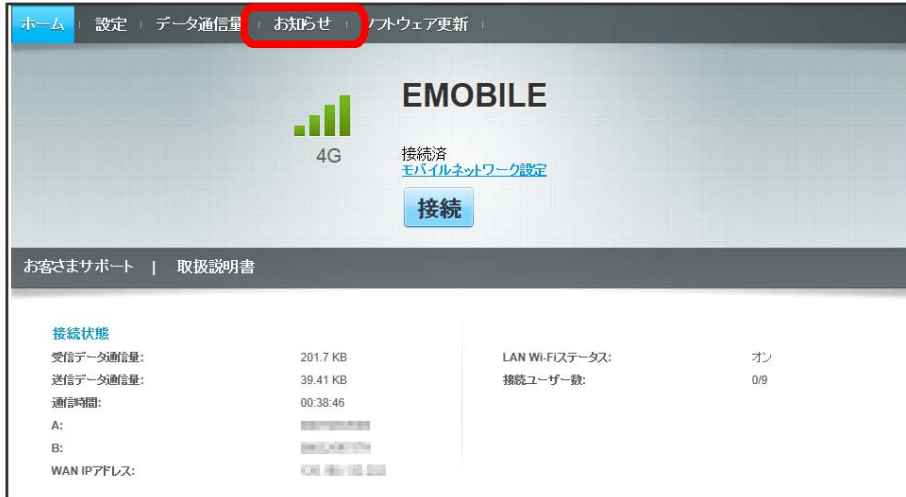 ホーム 設定 データ通信量 お知らせ ソフトウェア更新
EMOBILE
4G
接続済
モバイルネットワーク設定
接続
お客さまサポート | 取扱説明書
接続状態
受信データ通信量: 201.7 KB LAN Wi-Fiステータス: オン
送信データ通信量: 39.41 KB 接続ユーザー数: 0/9
通信時間: 00:38:46
A:
B:
WAN IPアドレス: